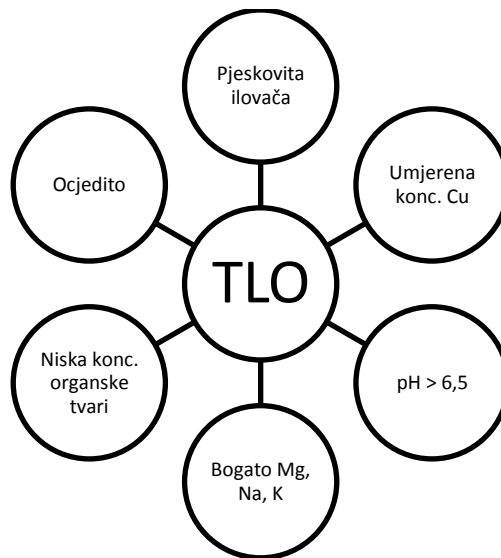 Pjeskovita
ilovača
Ocjedito
Umjerena
konc. Cu
TLO
Niska konc.
organske
tvari
pH > 6,5
Bogato Mg,
Na, K